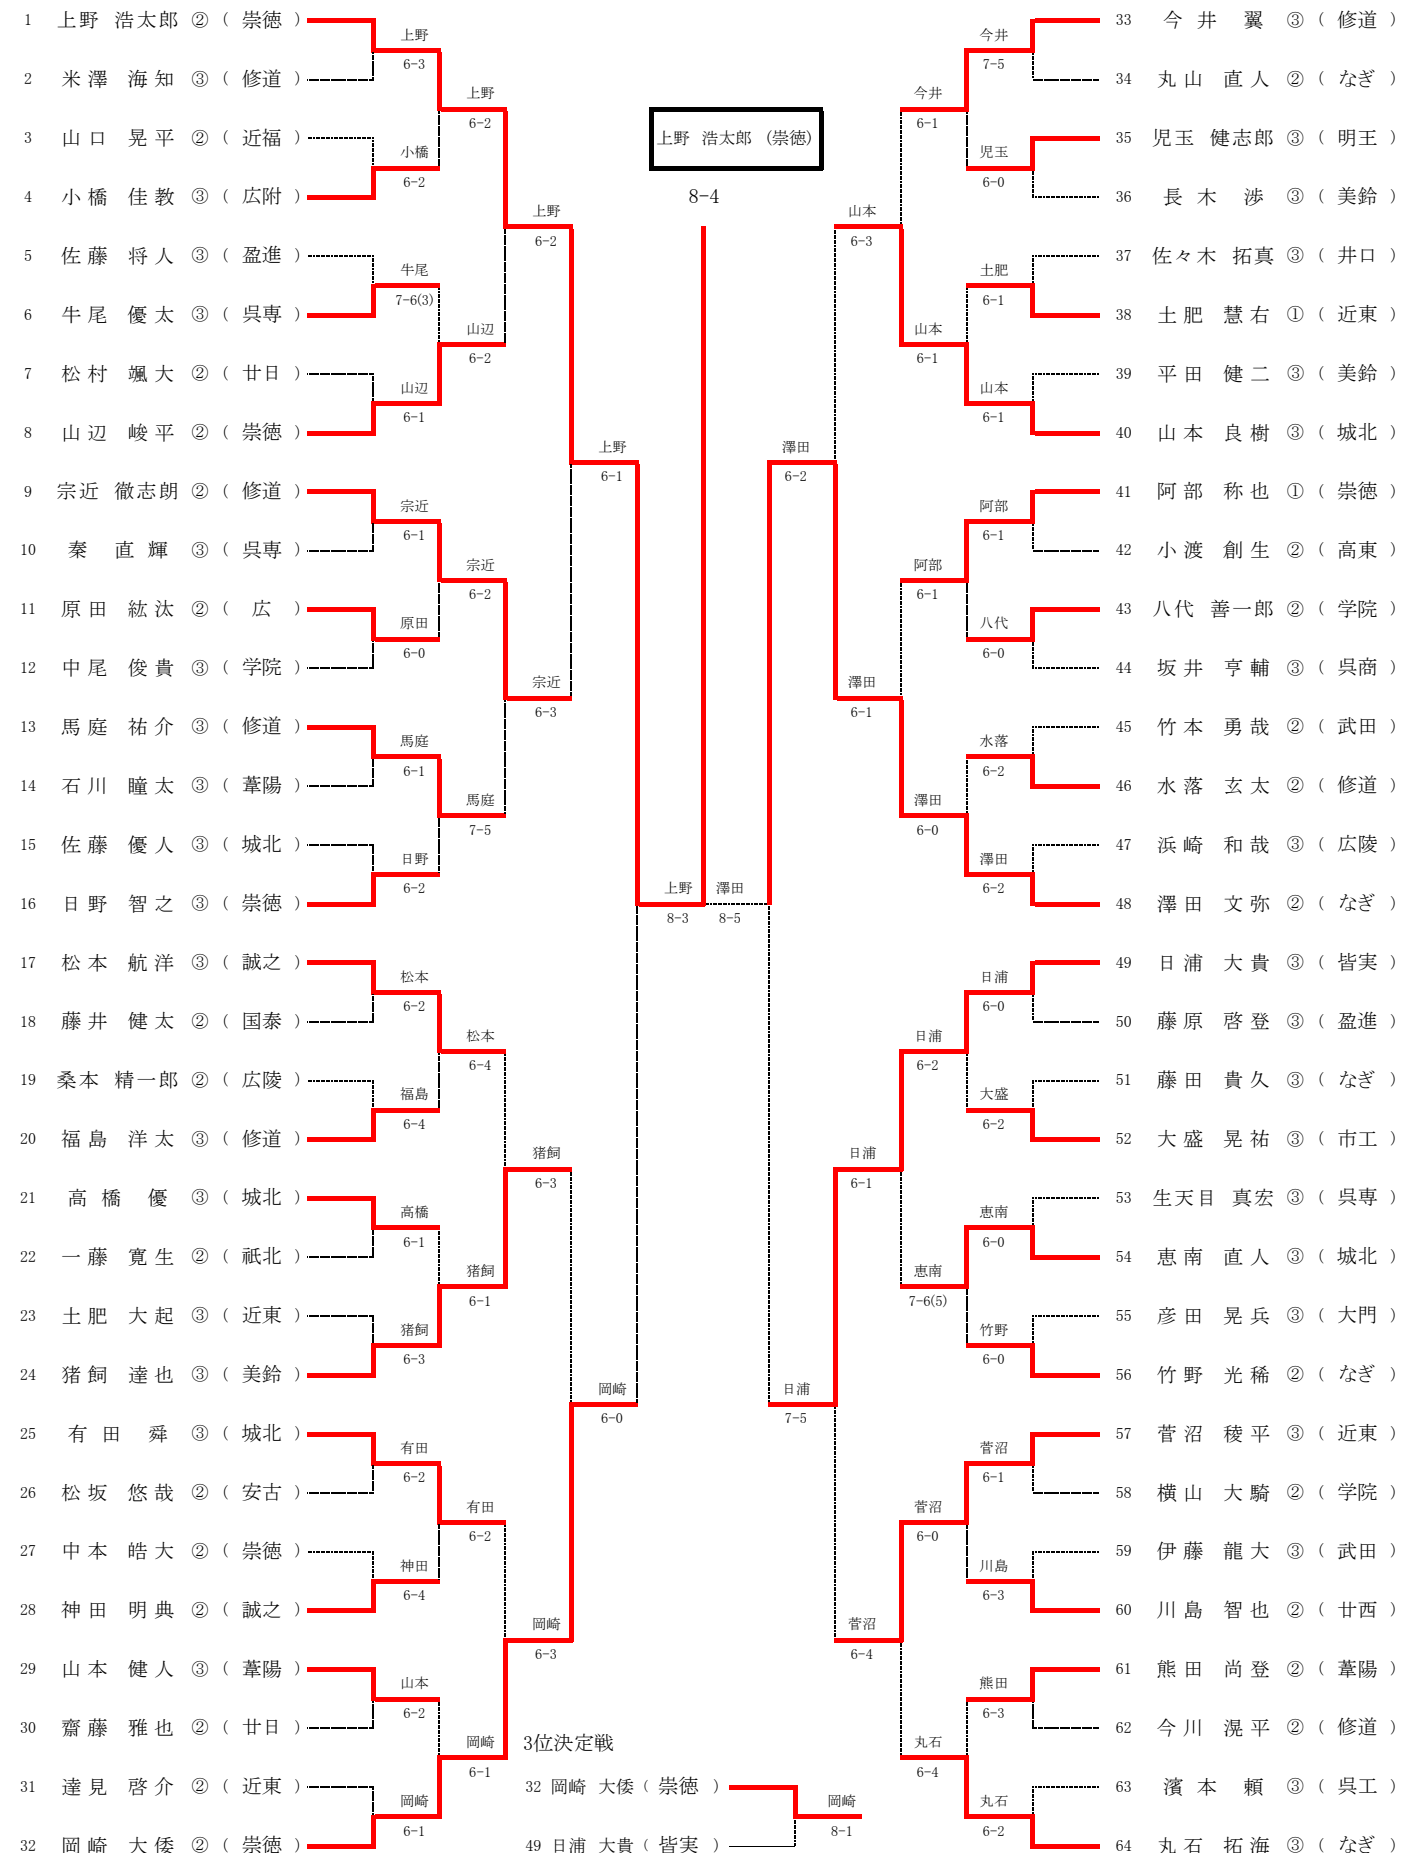 1 上野 浩太郎 ② ( 崇徳 )
2 米澤 海知 ③ ( 修道 )
3 山口 晃平 ② ( 近福 )
4 小橋 佳教 ③ ( 広附 )
5 佐藤 将人 ③ ( 盈進 )
6 牛尾 優太 ③ ( 呉専 )
7 松村 颯大 ② ( 廿日 )
8 山辺 峻平 ② ( 崇徳 )
9 宗近 徹志朗 ② ( 修道 )
10 秦 直輝 ③ ( 呉専 )
11 原田 紘汰 ② ( 広 )
12 中尾 俊貴 ③ ( 学院 )
13 馬庭 祐介 ③ ( 修道 )
14 石川 瞳太 ③ ( 葦陽 )
15 佐藤 優人 ③ ( 城北 )
16 日野 智之 ③ ( 崇徳 )
17 松本 航洋 ③ ( 誠之 )
18 藤井 健太 ② ( 国泰 )
19 桑本 精一郎 ② ( 広陵 )
20 福島 洋太 ③ ( 修道 )
21 高橋 優 ③ ( 城北 )
22 一藤 寛生 ② ( 祇北 )
23 土肥 大起 ③ ( 近東 )
24 猪飼 達也 ③ ( 美鈴 )
25 有田 舜 ③ ( 城北 )
26 松坂 悠哉 ② ( 安古 )
27 中本 皓大 ② ( 崇徳 )
28 神田 明典 ② ( 誠之 )
29 山本 健人 ③ ( 葦陽 )
30 齋藤 雅也 ② ( 廿日 )
31 達見 啓介 ② ( 近東 )
32 岡崎 大倭 ② ( 崇徳 )
上野
6-3
小橋
6-2
牛尾
7-6(3)
山辺
6-1
宗近
6-1
原田
6-0
馬庭
6-1
日野
6-2
松本
6-2
福島
6-4
高橋
6-1
猪飼
6-3
有田
6-2
神田
6-4
山本
6-2
岡崎
6-1
上野
6-2
山辺
6-2
宗近
6-2
馬庭
7-5
松本
6-4
猪飼
6-1
有田
6-2
岡崎
6-1
上野
6-2
宗近
6-3
猪飼
6-3
岡崎
6-3
上野
6-1
岡崎
6-0
上野
8-3
上野 浩太郎 (崇徳)
8-4
澤田
8-5
澤田
6-2
日浦
7-5
山本
6-3
澤田
6-1
日浦
6-1
菅沼
6-4
今井
6-1
山本
6-1
阿部
6-1
澤田
6-0
日浦
6-2
恵南
7-6(5)
菅沼
6-0
丸石
6-4
今井
7-5
児玉
6-0
土肥
6-1
山本
6-1
阿部
6-1
八代
6-0
水落
6-2
澤田
6-2
日浦
6-0
大盛
6-2
恵南
6-0
竹野
6-0
菅沼
6-1
川島
6-3
熊田
6-3
丸石
6-2
33 今井 翼 ③ ( 修道 )
34 丸山 直人 ② ( なぎ )
35 児玉 健志郎 ③ ( 明王 )
36 長木 渉 ③ ( 美鈴 )
37 佐々木 拓真 ③ ( 井口 )
38 土肥 慧右 ① ( 近東 )
39 平田 健二 ③ ( 美鈴 )
40 山本 良樹 ③ ( 城北 )
41 阿部 称也 ① ( 崇徳 )
42 小渡 創生 ② ( 高東 )
43 八代 善一郎 ② ( 学院 )
44 坂井 亨輔 ③ ( 呉商 )
45 竹本 勇哉 ② ( 武田 )
46 水落 玄太 ② ( 修道 )
47 浜崎 和哉 ③ ( 広陵 )
48 澤田 文弥 ② ( なぎ )
49 日浦 大貴 ③ ( 皆実 )
50 藤原 啓登 ③ ( 盈進 )
51 藤田 貴久 ③ ( なぎ )
52 大盛 晃祐 ③ ( 市工 )
53 生天目 真宏 ③ ( 呉専 )
54 恵南 直人 ③ ( 城北 )
55 彦田 晃兵 ③ ( 大門 )
56 竹野 光稀 ② ( なぎ )
57 菅沼 稜平 ③ ( 近東 )
58 横山 大騎 ② ( 学院 )
59 伊藤 龍大 ③ ( 武田 )
60 川島 智也 ② ( 廿西 )
61 熊田 尚登 ② ( 葦陽 )
62 今川 滉平 ② ( 修道 )
63 濱本 頼 ③ ( 呉工 )
64 丸石 拓海 ③ ( なぎ )
3位決定戦
32 岡崎 大倭 ( 崇徳 )
49 日浦 大貴 ( 皆実 )
岡崎
8-1